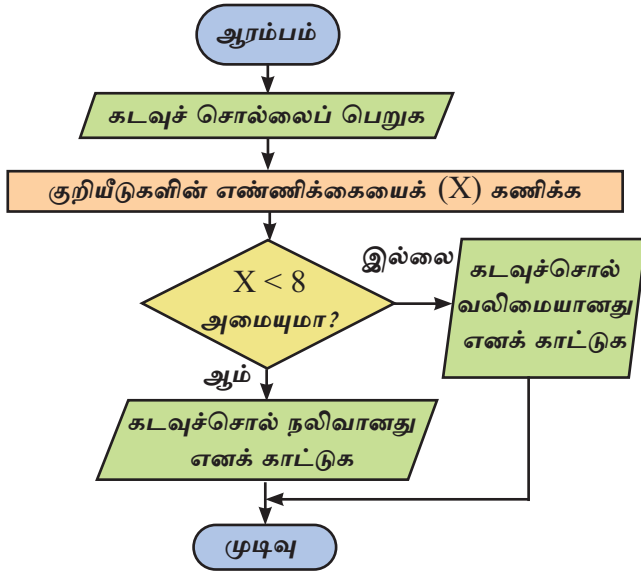 ஆரம்பம்
கடவுச் சொல்லைப் பெறுக
குறியீடுகளின் எண்ணிக்கையைக் (X) கணிக்க
X < 8
அமையுமா?
இல்லை
கடவுச்சொல்
வலிமையானது
எனக் காட்டுக
ஆம்
கடவுச்சொல் நலிவானது
எனக் காட்டுக
முடிவு